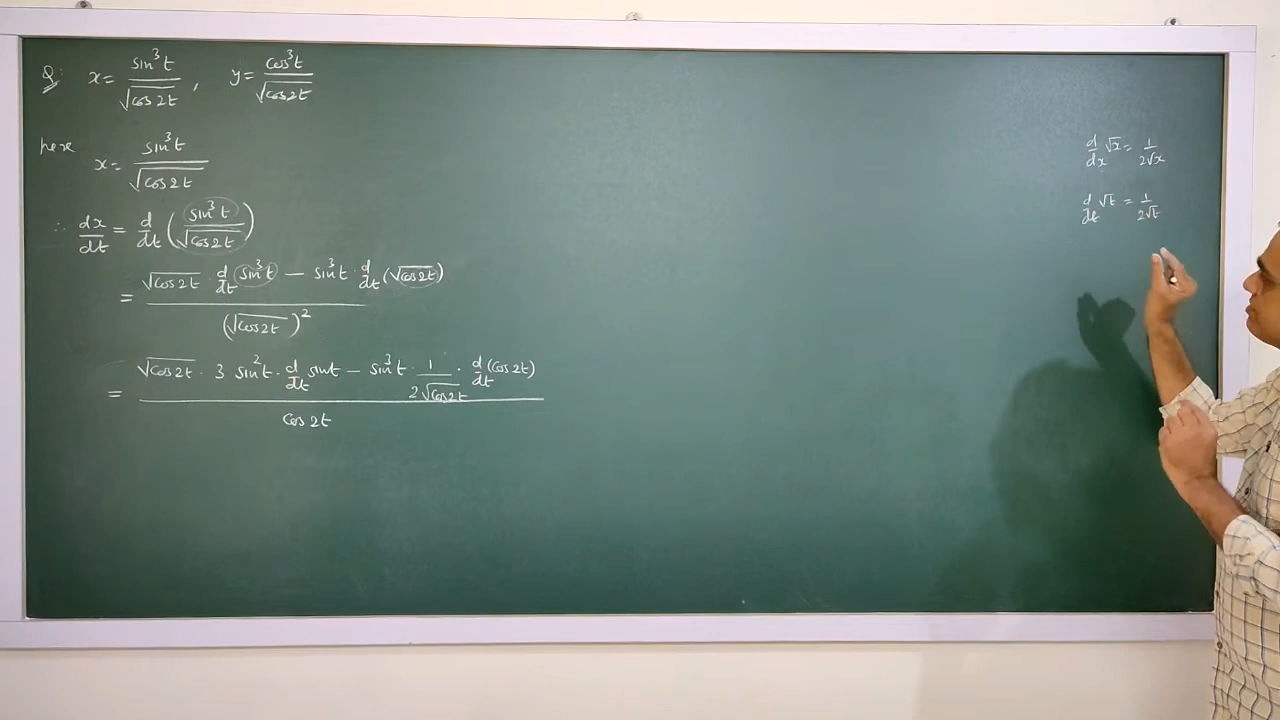 Q: x = sin³t / √cos2t , y = cos³t / √cos2t
here x = sin³t / √cos2t
∴ dx/dt = d/dt ( sin³t / √cos2t )
= ( √cos2t · d/dt sin³t − sin³t · d/dt (√cos2t) ) / (√cos2t)²
= ( √cos2t · 3 sin²t · d/dt sint − sin³t · 1/(2√cos2t) · d/dt (cos2t) ) / cos2t
d/dx √x = 1/(2√x)
d/dt √t = 1/(2√t)